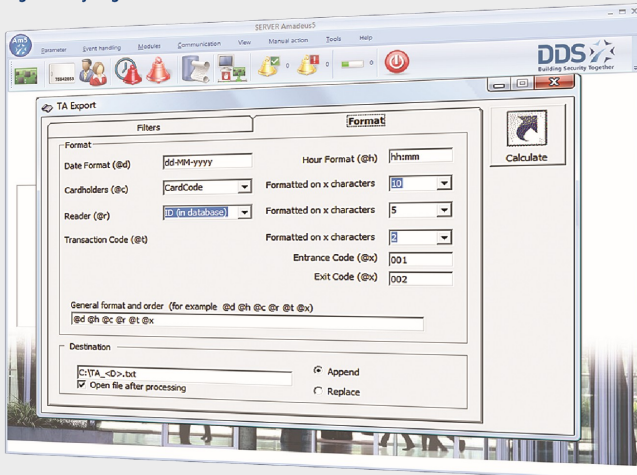 SERVER Amadeus5
Am5
Parameter Event handling Modules Communication View Manual action Tools Help
0 0 0
DDS
Building Security Together
TA Export
Filters Format
Calculate
Format
Date Format (@d) dd-MM-yyyy Hour Format (@h) hh:mm
Cardholders (@c) CardCode Formatted on x characters 10
Reader (@r) ID (in database) Formatted on x characters 5
Transaction Code (@t) Formatted on x characters 2
Entrance Code (@x) 001
Exit Code (@x) 002
General format and order (for example @d @h @c @r @t @x)
@d @h @c @r @t @x
Destination
C:\TA_<D>.txt Append
Open file after processing Replace